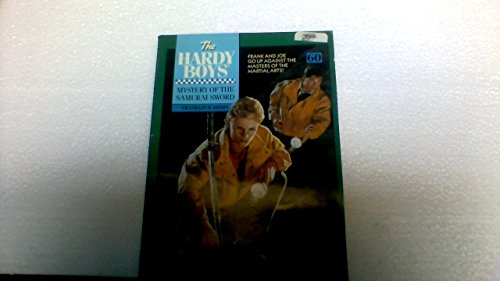 The
HARDY
BOYS
MYSTERY OF THE
SAMURAI SWORD
FRANKLIN W. DIXON
FRANK AND JOE
GO UP AGAINST THE
MASTERS OF THE
MARTIAL ARTS!
60